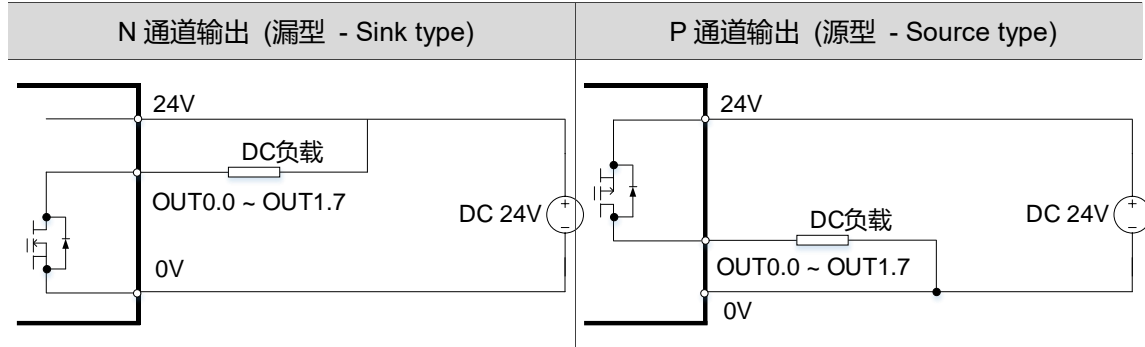 N 通道输出 (漏型 - Sink type)
P 通道输出 (源型 - Source type)
24V
DC负载
OUT0.0 ~ OUT1.7
DC 24V
+
−
0V
24V
DC负载
OUT0.0 ~ OUT1.7
DC 24V
+
−
0V